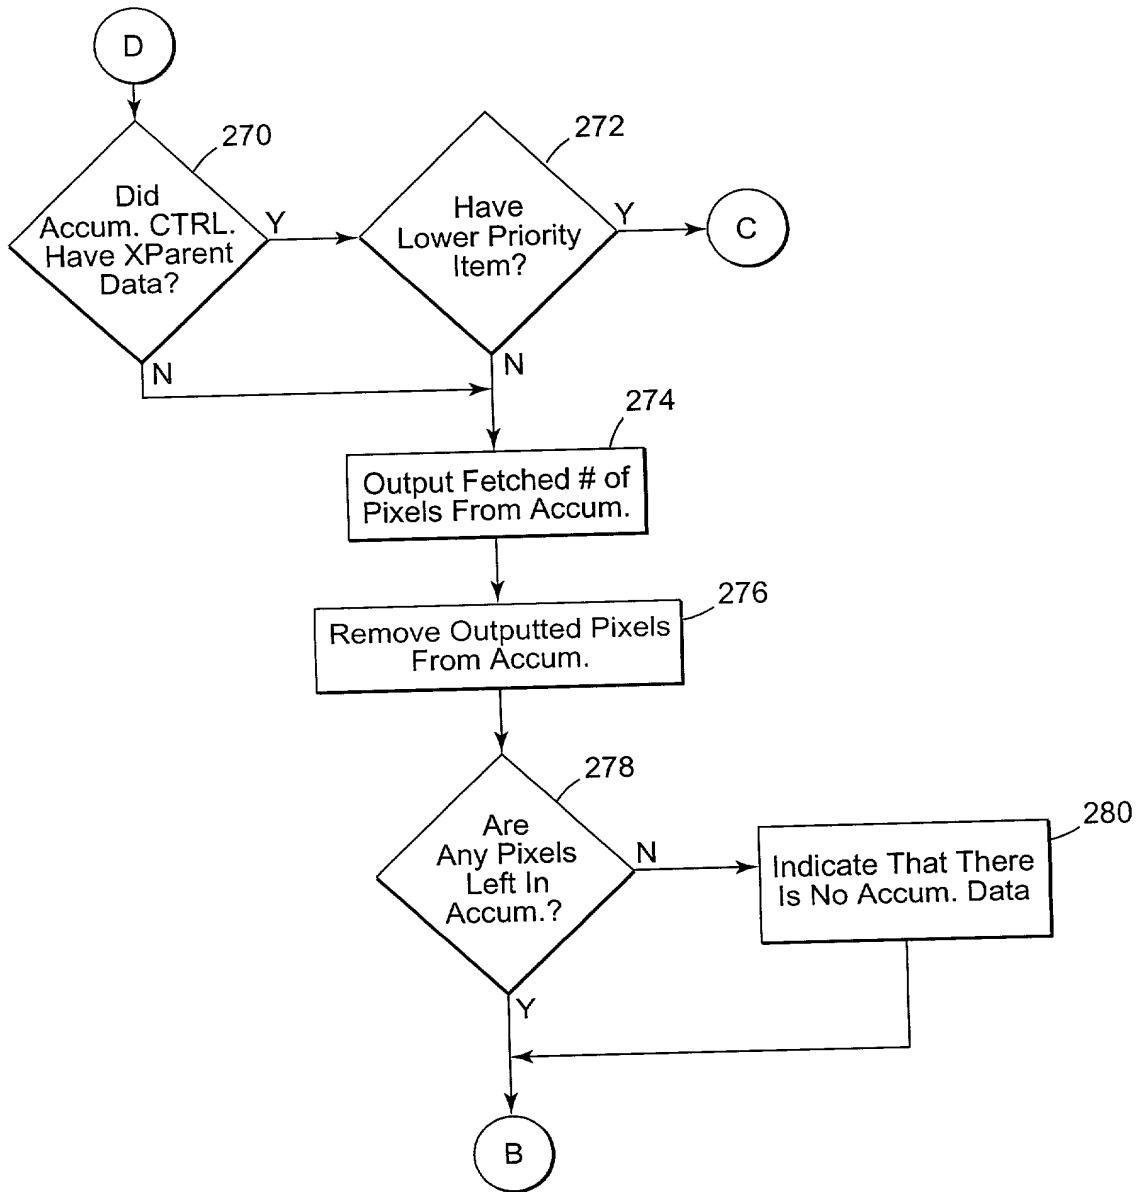 D
270
Did
Accum. CTRL.
Have XParent
Data?
Y
N
272
Have
Lower Priority
Item?
Y
N
C
274
Output Fetched # of
Pixels From Accum.
276
Remove Outputted Pixels
From Accum.
278
Are
Any Pixels
Left In
Accum.?
N
Y
280
Indicate That There
Is No Accum. Data
B